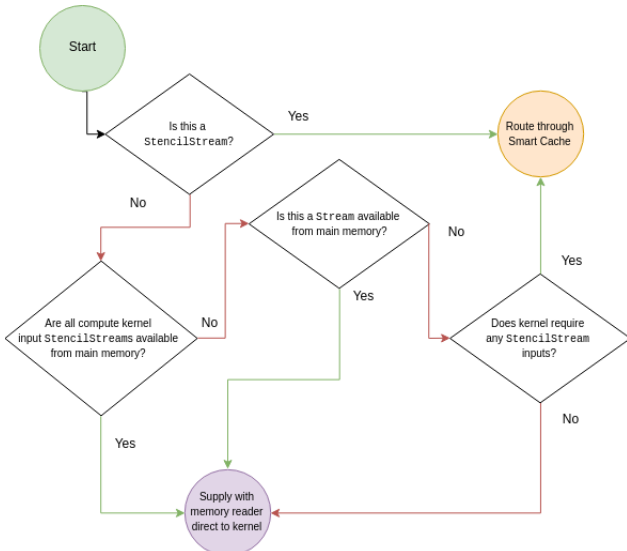 Start
Is this a
StencilStream?
Yes
Route through
Smart Cache
No
Is this a Stream available
from main memory?
No
Yes
Are all compute kernel
input StencilStreams available
from main memory?
No
Yes
Does kernel require
any StencilStream
inputs?
Yes
No
Supply with
memory reader
direct to kernel